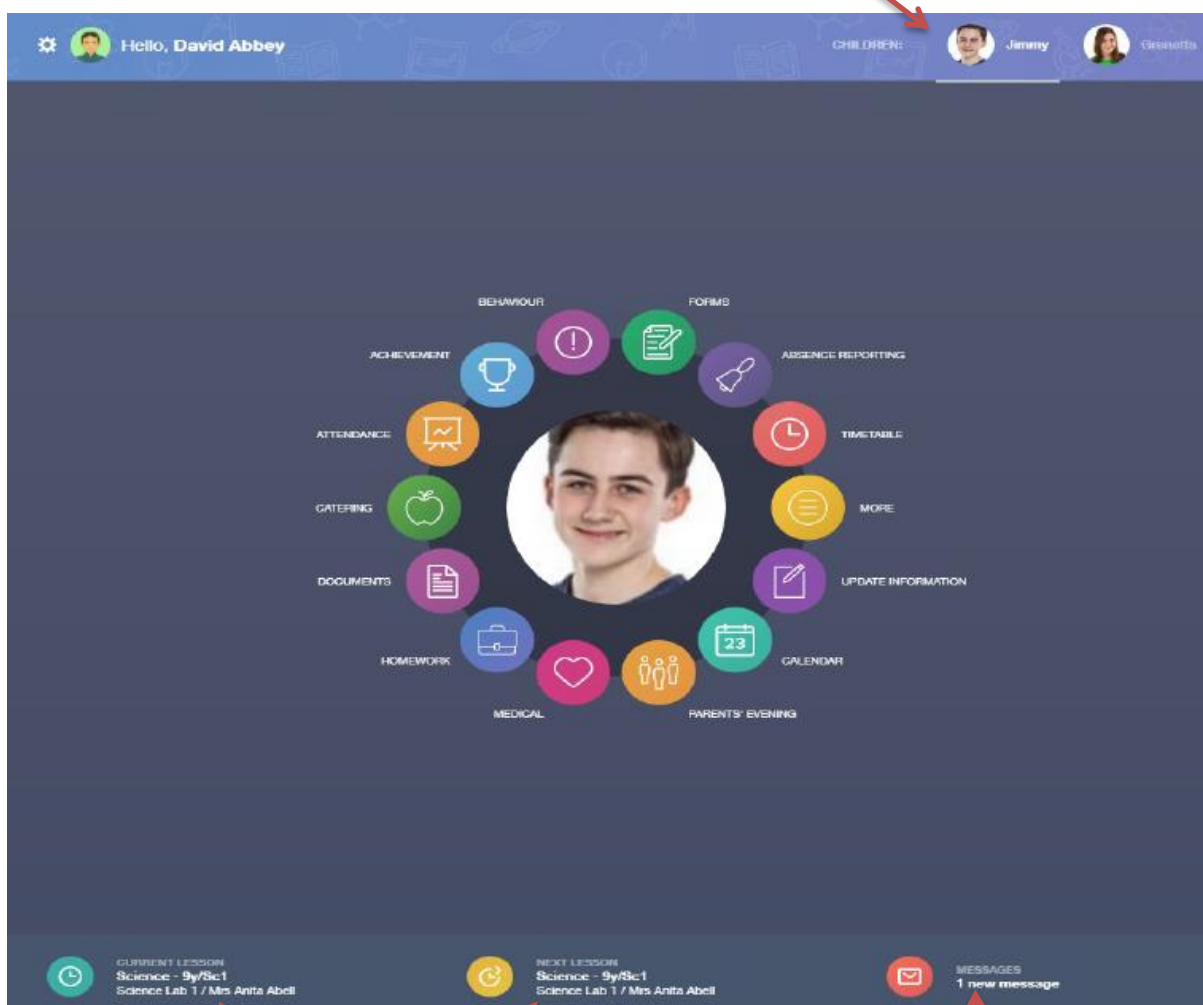 Hello, David Abbey
CHILDREN:
Jimmy
BEHAVIOUR
FORMS
ACHIEVEMENT
ABSENCE REPORTING
ATTENDANCE
TIMETABLE
CATERING
MORE
DOCUMENTS
UPDATE INFORMATION
23
HOMEWORK
CALENDAR
MEDICAL
PARENTS' EVENING
CURRENT LESSON
Science - 9y/Sc1
Science Lab 1 / Mrs Anita Abell
NEXT LESSON
Science - 9y/Sc1
Science Lab 1 / Mrs Anita Abell
MESSAGES
1 new message